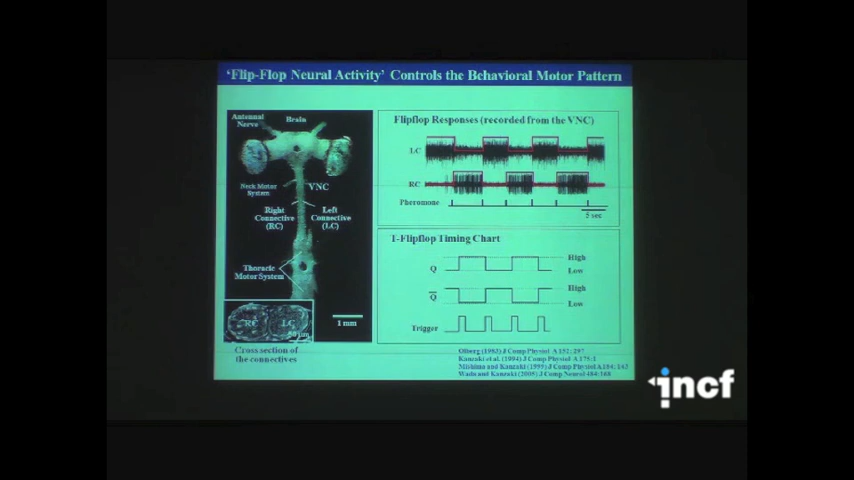 ‘Flip-Flop Neural Activity’ Controls the Behavioral Motor Pattern
Antennal
Nerve
Brain
Neck Motor
System
VNC
Right
Connective
(RC)
Left
Connective
(LC)
Thoracic
Motor System
RC
LC
50 μm
1 mm
Cross section of
the connectives
Flipflop Responses (recorded from the VNC)
LC
RC
Pheromone
5 sec
T-Flipflop Timing Chart
Q
High
Low
Q̅
High
Low
Trigger
Olberg (1983) J Comp Physiol A 152: 297
Kanzaki et al. (1994) J Comp Physiol A 175:1
Mishima and Kanzaki (1999) J Comp Physiol A184: 143
Wada and Kanzaki (2005) J Comp Neural 484:168
incf